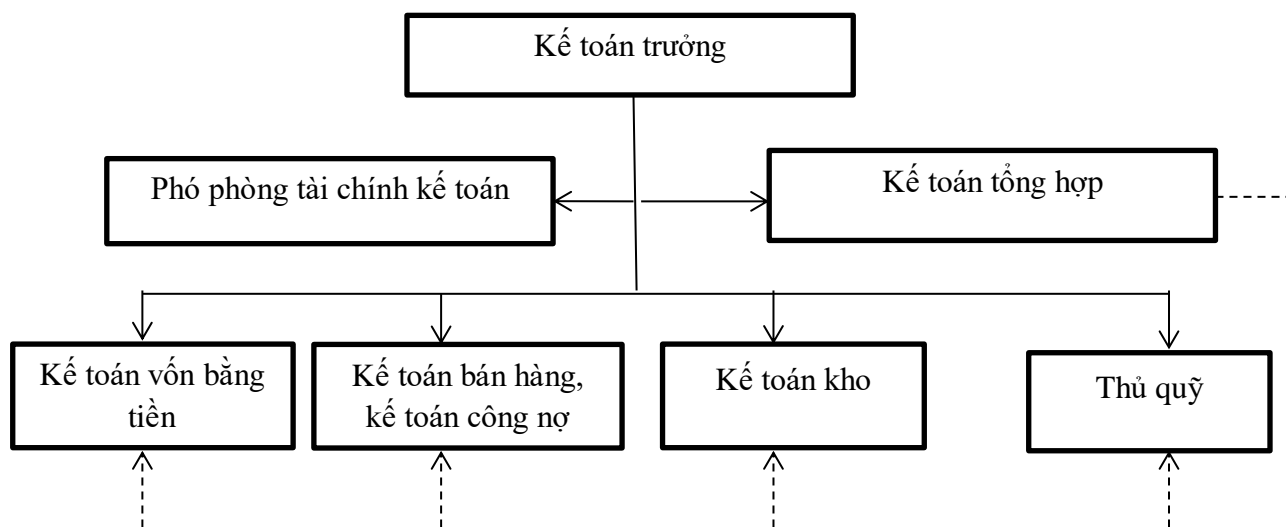 Kế toán trưởng
Phó phòng tài chính kế toán
Kế toán tổng hợp
Kế toán vốn bằng
tiền
Kế toán bán hàng,
kế toán công nợ
Kế toán kho
Thủ quỹ